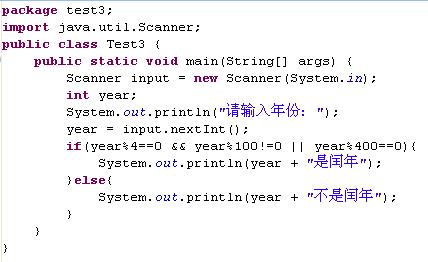 package test3;
import java.util.Scanner;
public class Test3 {
    public static void main(String[] args) {
        Scanner input = new Scanner(System.in);
        int year;
        System.out.println("请输入年份：");
        year = input.nextInt();
        if(year%4==0 && year%100!=0 || year%400==0){
            System.out.println(year + "是闰年");
        }else{
            System.out.println(year + "不是闰年");
        }
    }
}